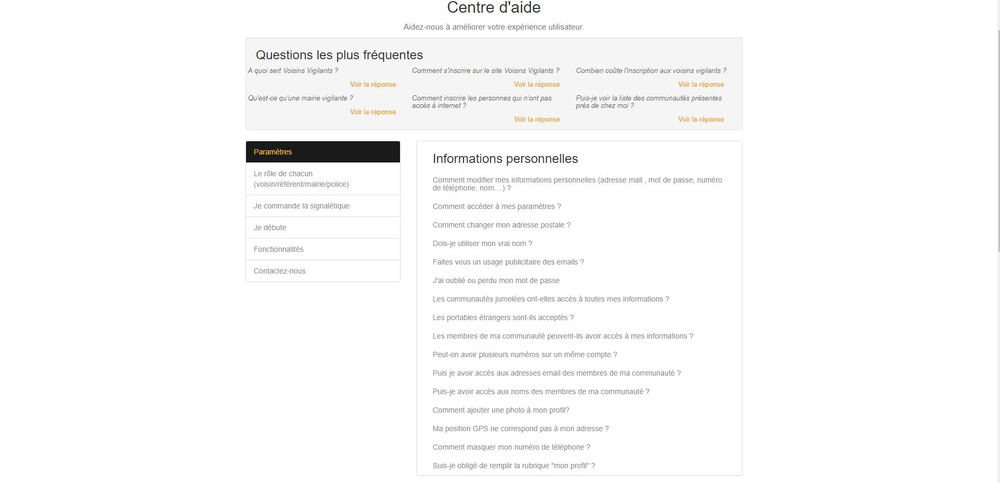 Centre d'aide
Aidez-nous à améliorer votre expérience utilisateur.
Questions les plus fréquentes
A quoi sert Voisins Vigilants ?
Voir la réponse
Comment s'inscrire sur le site Voisins Vigilants ?
Voir la réponse
Combien coûte l'inscription aux voisins vigilants ?
Voir la réponse
Qu'est-ce qu'une mairie vigilante ?
Voir la réponse
Comment inscrire les personnes qui n’ont pas
accès à internet ?
Voir la réponse
Puis-je voir la liste des communautés présentes
près de chez moi ?
Voir la réponse
Paramètres
Le rôle de chacun
(voisin/référent/mairie/police)
Je commande la signalétique
Je débute
Fonctionnalités
Contactez-nous
Informations personnelles
Comment modifier mes informations personnelles (adresse mail , mot de passe, numéro
de téléphone, nom....) ?
Comment accéder à mes paramètres ?
Comment changer mon adresse postale ?
Dois-je utiliser mon vrai nom ?
Faites vous un usage publicitaire des emails ?
J'ai oublié ou perdu mon mot de passe
Les communautés jumelées ont-elles accès à toutes mes informations ?
Les portables étrangers sont-ils acceptés ?
Les membres de ma communauté peuvent-ils avoir accès à mes informations ?
Peut-on avoir plusieurs numéros sur un même compte ?
Puis je avoir accès aux adresses email des membres de ma communauté ?
Puis-je avoir accès aux noms des membres de ma communauté ?
Comment ajouter une photo à mon profil?
Ma position GPS ne correspond pas à mon adresse ?
Comment masquer mon numéro de téléphone ?
Suis-je obligé de remplir la rubrique "mon profil" ?